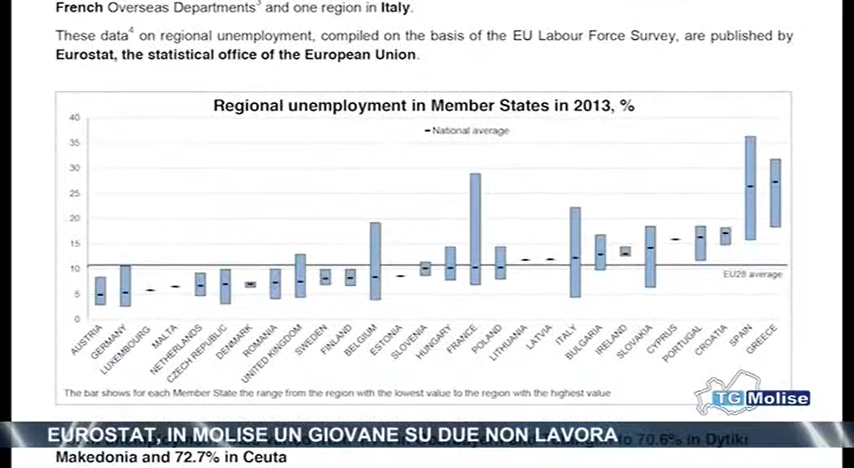 French Overseas Departments³ and one region in Italy.
These data⁴ on regional unemployment, compiled on the basis of the EU Labour Force Survey, are published by
Eurostat, the statistical office of the European Union.
Regional unemployment in Member States in 2013, %
National average
40
35
30
25
20
15
10
5
0
EU28 average
AUSTRIA
GERMANY
LUXEMBOURG
MALTA
NETHERLANDS
CZECH REPUBLIC
DENMARK
ROMANIA
UNITED KINGDOM
SWEDEN
FINLAND
BELGIUM
ESTONIA
SLOVENIA
HUNGARY
FRANCE
POLAND
LITHUANIA
LATVIA
ITALY
BULGARIA
IRELAND
SLOVAKIA
CYPRUS
PORTUGAL
CROATIA
SPAIN
GREECE
The bar shows for each Member State the range from the region with the lowest value to the region with the highest value
TG Molise
EUROSTAT, IN MOLISE UN GIOVANE SU DUE NON LAVORA
to 70.6% in Dytiki
Makedonia and 72.7% in Ceuta